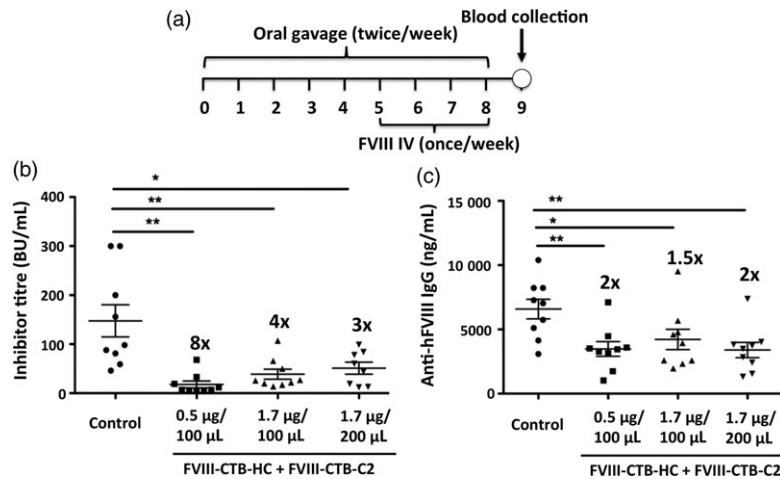 (a)
Blood collection
Oral gavage (twice/week)
0 1 2 3 4 5 6 7 8 9
FVIII IV (once/week)
(b)
Inhibitor titre (BU/mL)
400
300
200
100
0
*
**
**
8x
4x
3x
Control
0.5 µg/
100 µL
1.7 µg/
100 µL
1.7 µg/
200 µL
FVIII-CTB-HC + FVIII-CTB-C2
(c)
Anti-hFVIII IgG (ng/mL)
15 000
10 000
5000
0
**
*
**
2x
1.5x
2x
Control
0.5 µg/
100 µL
1.7 µg/
100 µL
1.7 µg/
200 µL
FVIII-CTB-HC + FVIII-CTB-C2